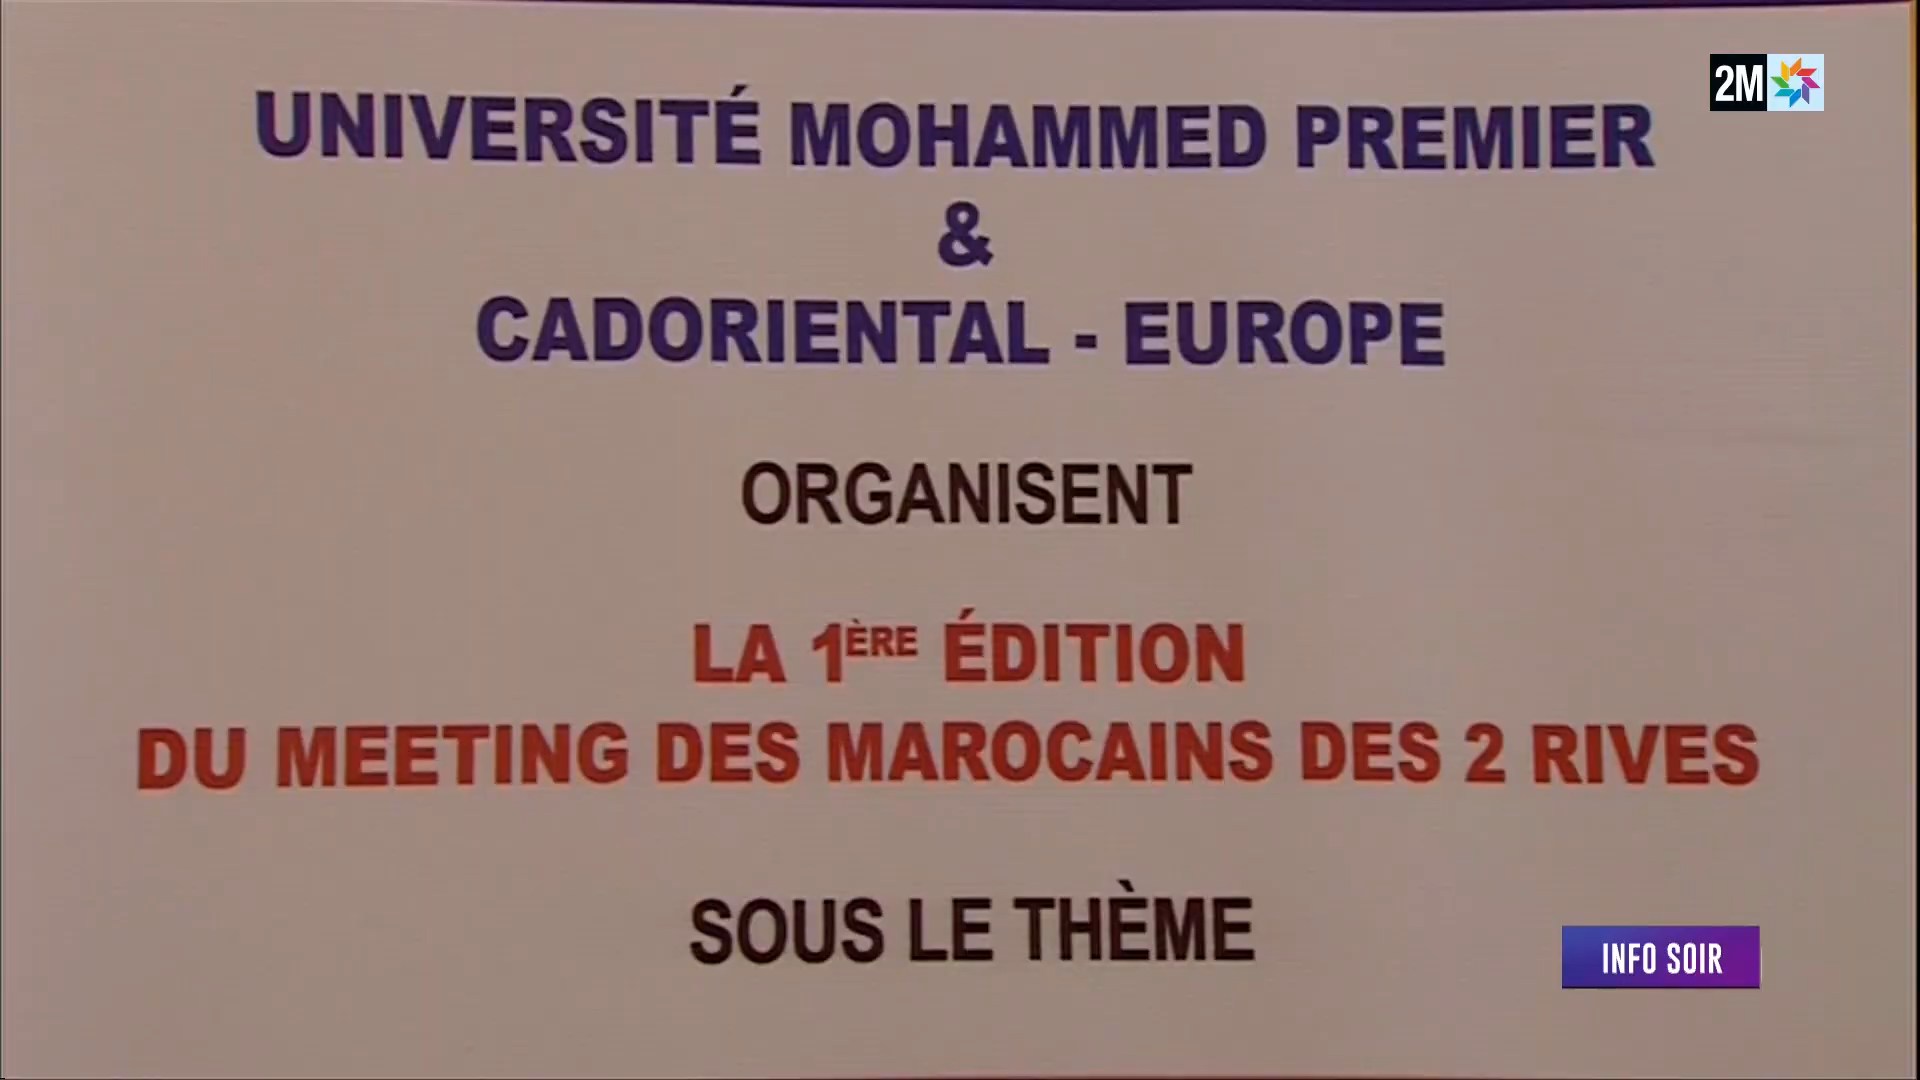 2M
UNIVERSITÉ MOHAMMED PREMIER
&
CADORIENTAL - EUROPE
ORGANISENT
LA 1ÈRE ÉDITION
DU MEETING DES MAROCAINS DES 2 RIVES
SOUS LE THÈME
INFO SOIR